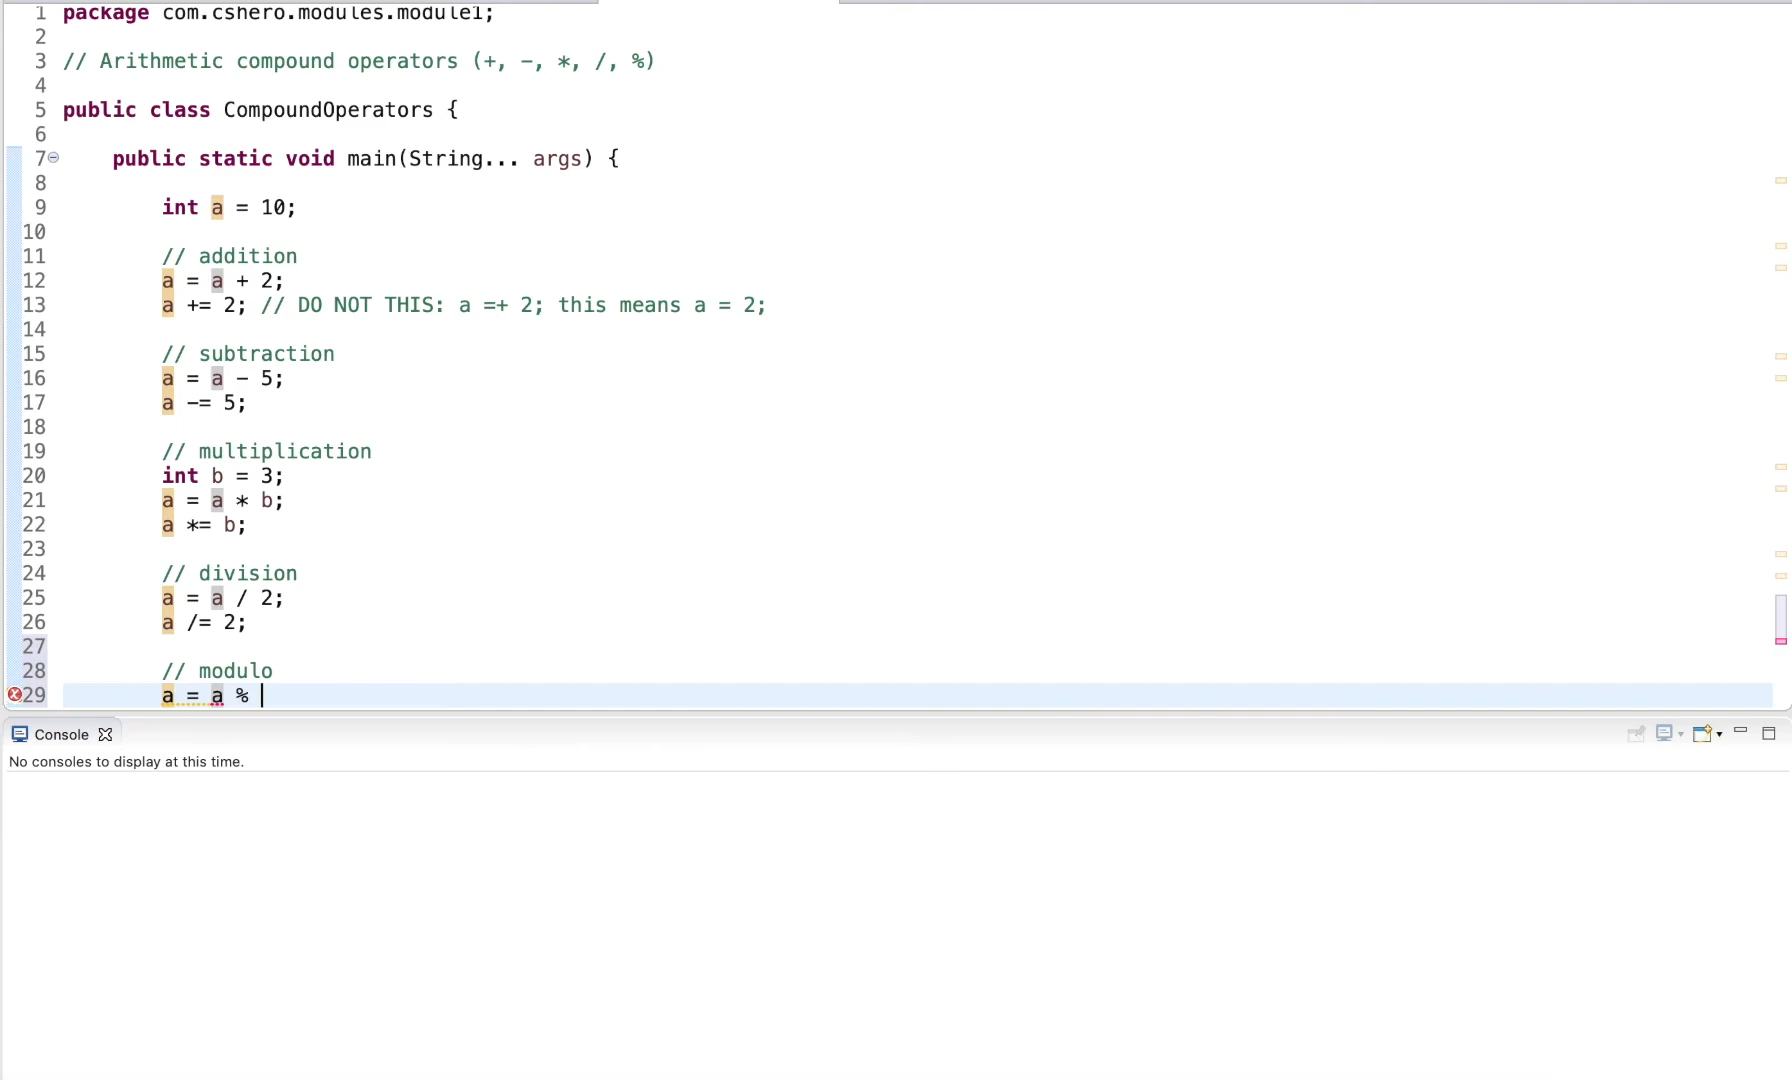 1 package com.cshero.modules.module1;
2
3 // Arithmetic compound operators (+, -, *, /, %)
4
5 public class CompoundOperators {
6
7 public static void main(String... args) {
8
9 int a = 10;
10
11 // addition
12 a = a + 2;
13 a += 2; // DO NOT THIS: a =+ 2; this means a = 2;
14
15 // subtraction
16 a = a - 5;
17 a -= 5;
18
19 // multiplication
20 int b = 3;
21 a = a * b;
22 a *= b;
23
24 // division
25 a = a / 2;
26 a /= 2;
27
28 // modulo
29 a = a %
Console
No consoles to display at this time.